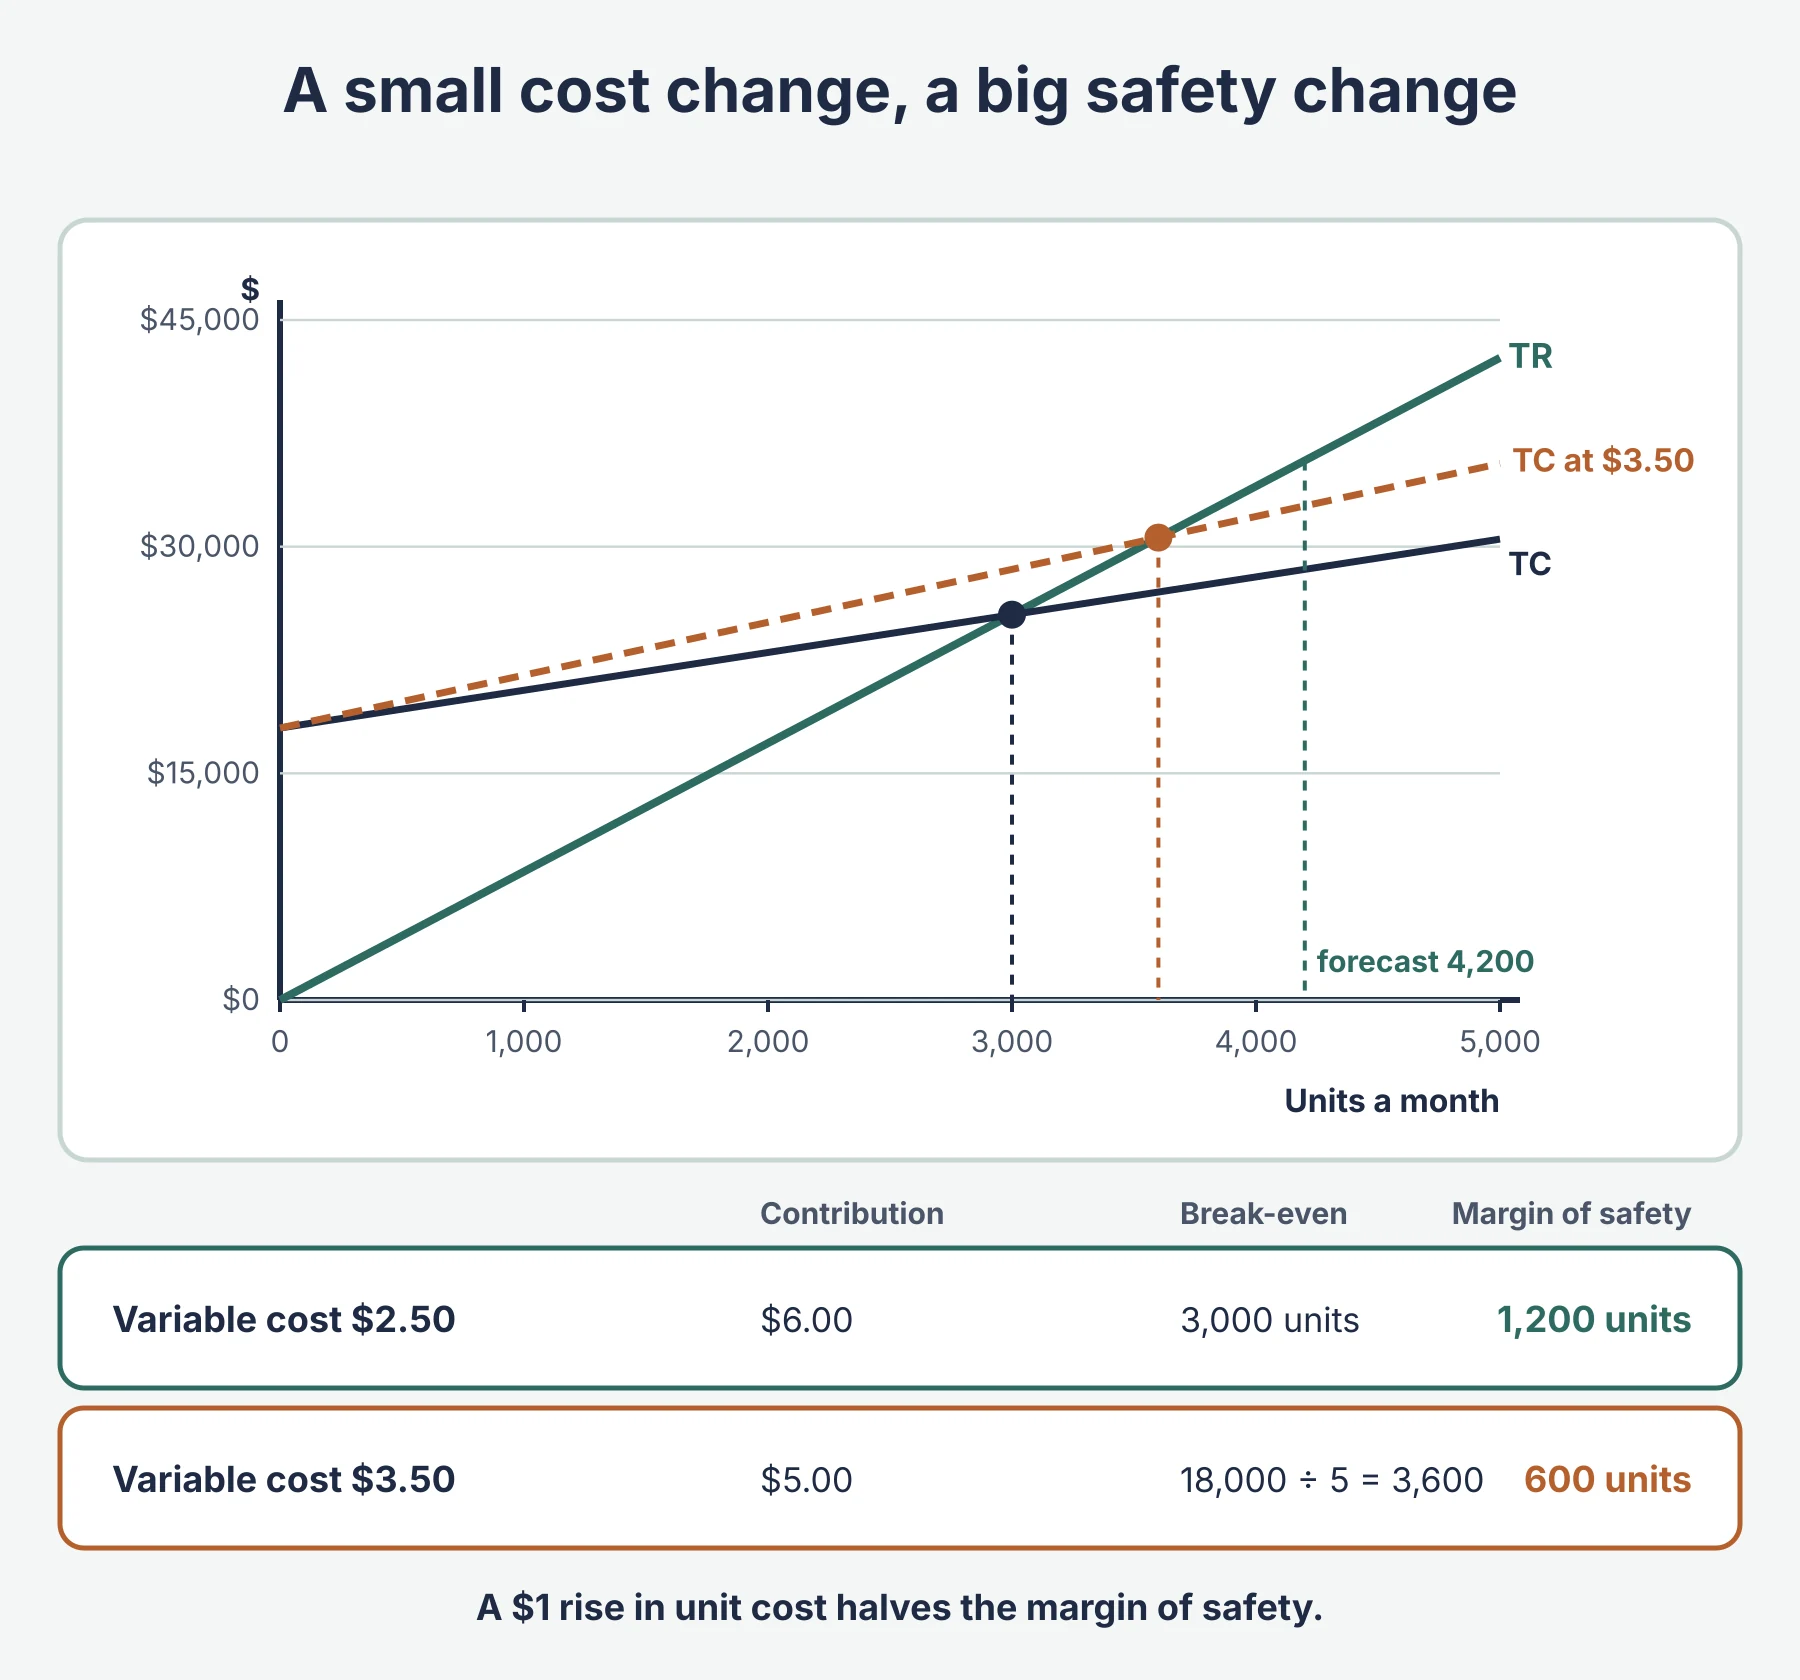 A small cost change, a big safety change
$
$45,000
TR
TC at $3.50
$30,000
TC
$15,000
forecast 4,200
$0
0 1,000 2,000 3,000 4,000 5,000
Units a month
Contribution Break-even Margin of safety
Variable cost $2.50 $6.00 3,000 units 1,200 units
Variable cost $3.50 $5.00 18,000 ÷ 5 = 3,600 600 units
A $1 rise in unit cost halves the margin of safety.